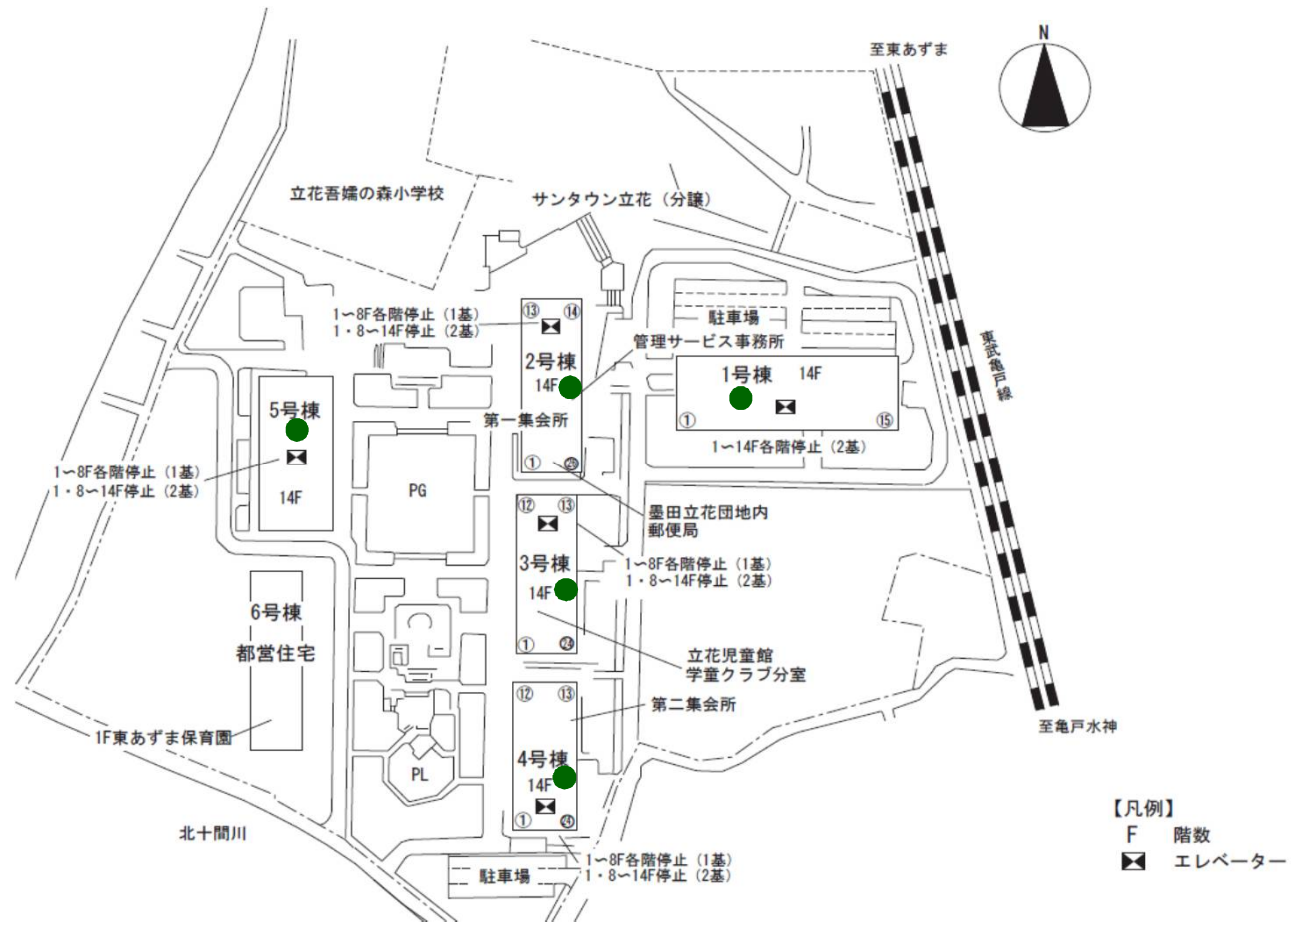 N
至東あずま
立花吾嬬の森小学校
サンタウン立花（分譲）
1〜8F各階停止（1基）
1・8〜14F停止（2基）
⑬
⑭
駐車場
管理サービス事務所
2号棟
14F
1号棟
14F
東武亀戸線
5号棟
第一集会所
①
⑮
1〜14F各階停止（2基）
1〜8F各階停止（1基）
1・8〜14F停止（2基）
14F
PG
①
⑫
⑬
墨田立花団地内
郵便局
3号棟
14F
1〜8F各階停止（1基）
1・8〜14F停止（2基）
6号棟
都営住宅
①
㉔
立花児童館
学童クラブ分室
⑫
⑬
第二集会所
至亀戸水神
1F東あずま保育園
4号棟
14F
PL
①
㉔
北十間川
【凡例】
F 階数
エレベーター
1〜8F各階停止（1基）
1・8〜14F停止（2基）
駐車場